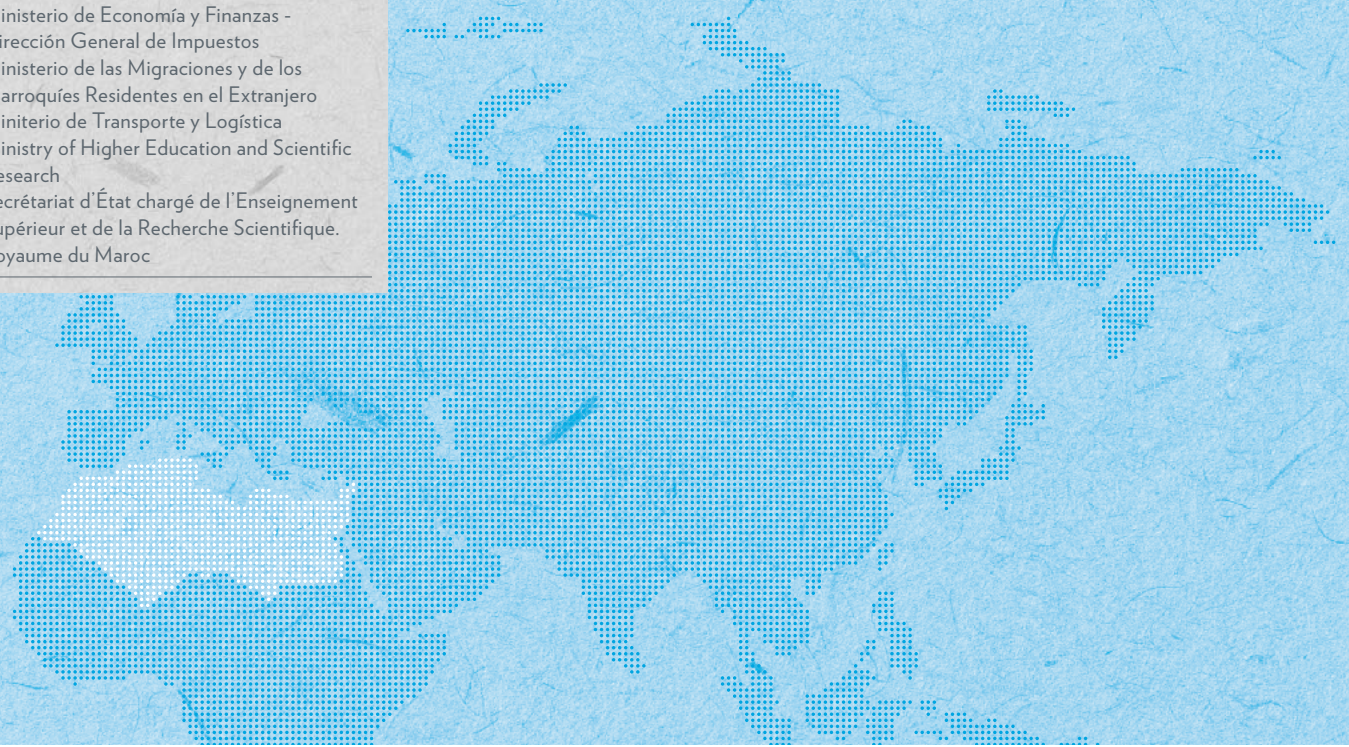 inisterio de Economía y Finanzas -
irección General de Impuestos
inisterio de las Migraciones y de los
arroquíes Residentes en el Extranjero
initerio de Transporte y Logística
inistry of Higher Education and Scientific
esearch
ecrétariat d'État chargé de l'Enseignement
upérieur et de la Recherche Scientifique.
oyaume du Maroc